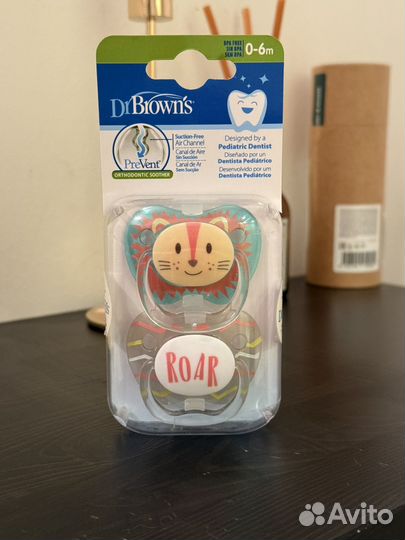 BPA FREE
SIN BPA
SEM BPA
0-6m
Dr Brown's
Suction-Free
Air Channel
Canal de Aire
Sin Succión
Canal de Ar
Sem Sucção
PreVent
ORTHODONTIC SOOTHER
Designed by a
Pediatric Dentist
Diseñado por un
Dentista Pediátrico
Desenvolvido por um
Dentista Pediátrico
ROAR
Avito